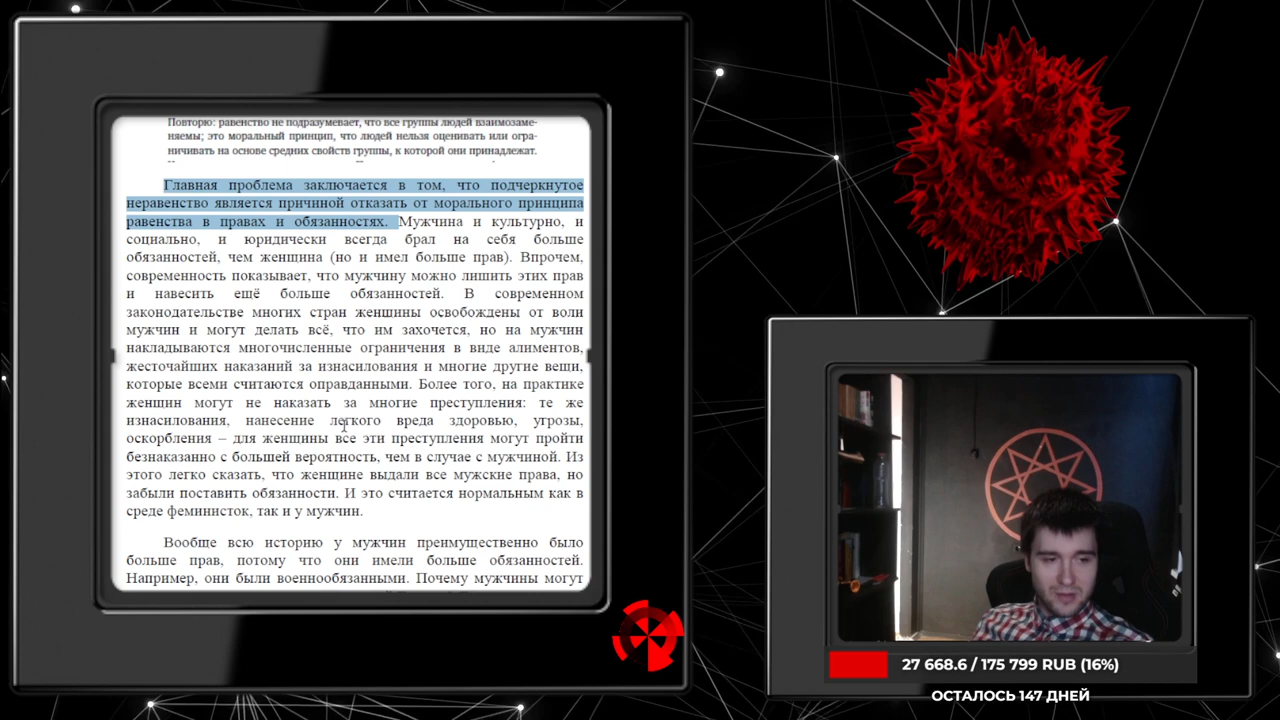 Повторю: равенство не подразумевает, что все группы людей взаимозаме-
няемы; это моральный принцип, что людей нельзя оценивать или огра-
ничивать на основе средних свойств группы, к которой они принадлежат.
Главная проблема заключается в том, что подчеркнутое
неравенство является причиной отказать от морального принципа
равенства в правах и обязанностях. Мужчина и культурно, и
социально, и юридически всегда брал на себя больше
обязанностей, чем женщина (но и имел больше прав). Впрочем,
современность показывает, что мужчину можно лишить этих прав
и навесить ещё больше обязанностей. В современном
законодательстве многих стран женщины освобождены от воли
мужчин и могут делать всё, что им захочется, но на мужчин
накладываются многочисленные ограничения в виде алиментов,
жесточайших наказаний за изнасилования и многие другие вещи,
которые всеми считаются оправданными. Более того, на практике
женщин могут не наказать за многие преступления: те же
изнасилования, нанесение легкого вреда здоровью, угрозы,
оскорбления – для женщины все эти преступления могут пройти
безнаказанно с большей вероятность, чем в случае с мужчиной. Из
этого легко сказать, что женщине выдали все мужские права, но
забыли поставить обязанности. И это считается нормальным как в
среде феминисток, так и у мужчин.
Вообще всю историю у мужчин преимущественно было
больше прав, потому что они имели больше обязанностей.
Например, они были военнообязанными. Почему мужчины могут
27 668.6 / 175 799 RUB (16%)
ОСТАЛОСЬ 147 ДНЕЙ